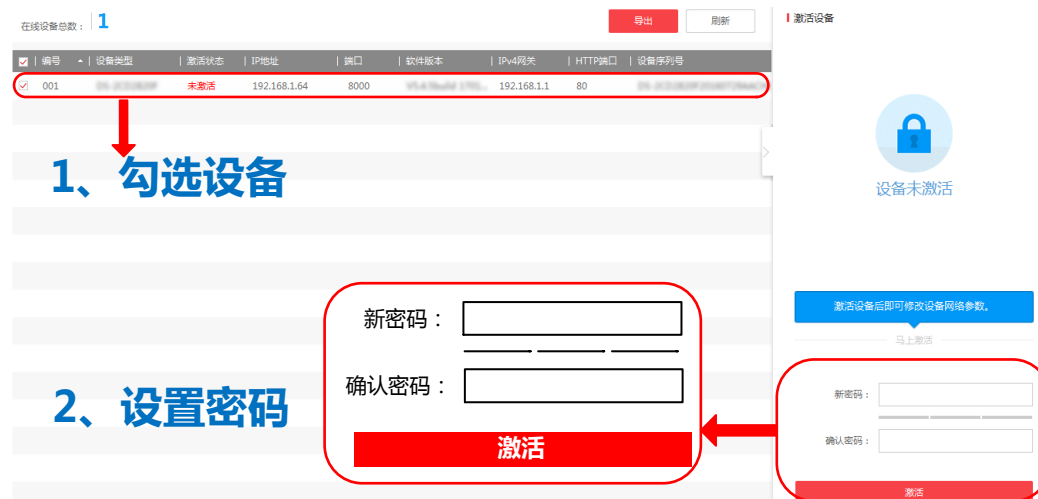 在线设备总数： 1
导出
刷新
激活设备
编号 设备类型 激活状态 IP地址 端口 软件版本 IPv4网关 HTTP端口 设备序列号
001 未激活 192.168.1.64 8000 192.168.1.1 80
1、勾选设备
设备未激活
激活设备后即可修改设备网络参数。
马上激活
新密码：
确认密码：
激活
2、设置密码
新密码：
确认密码：
激活